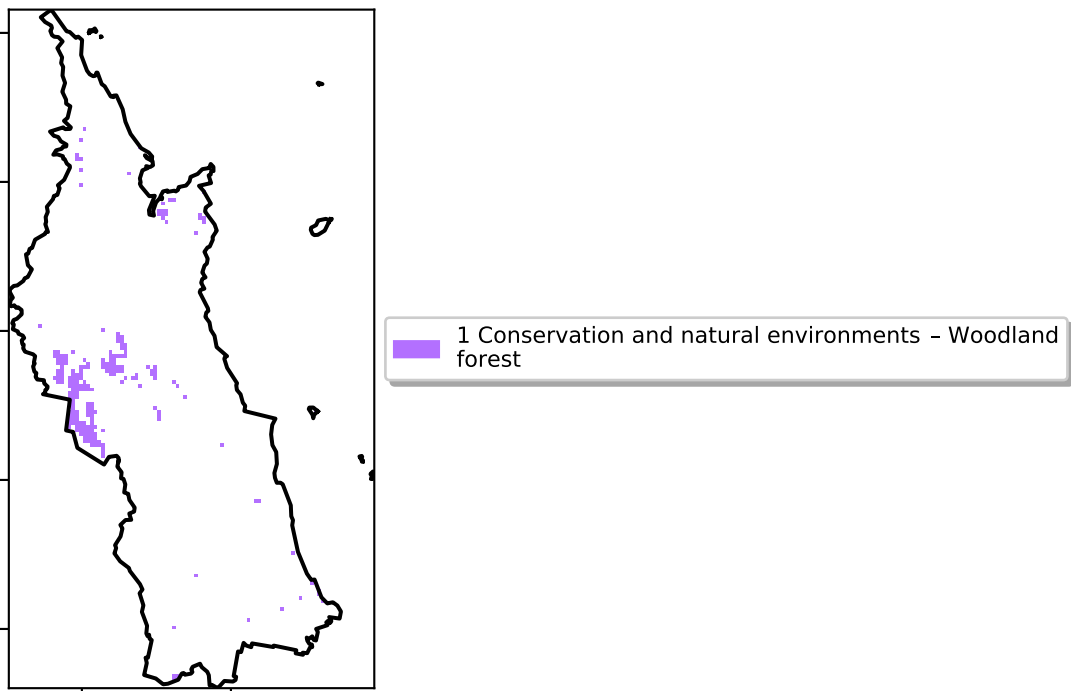 1 Conservation and natural environments – Woodland
forest